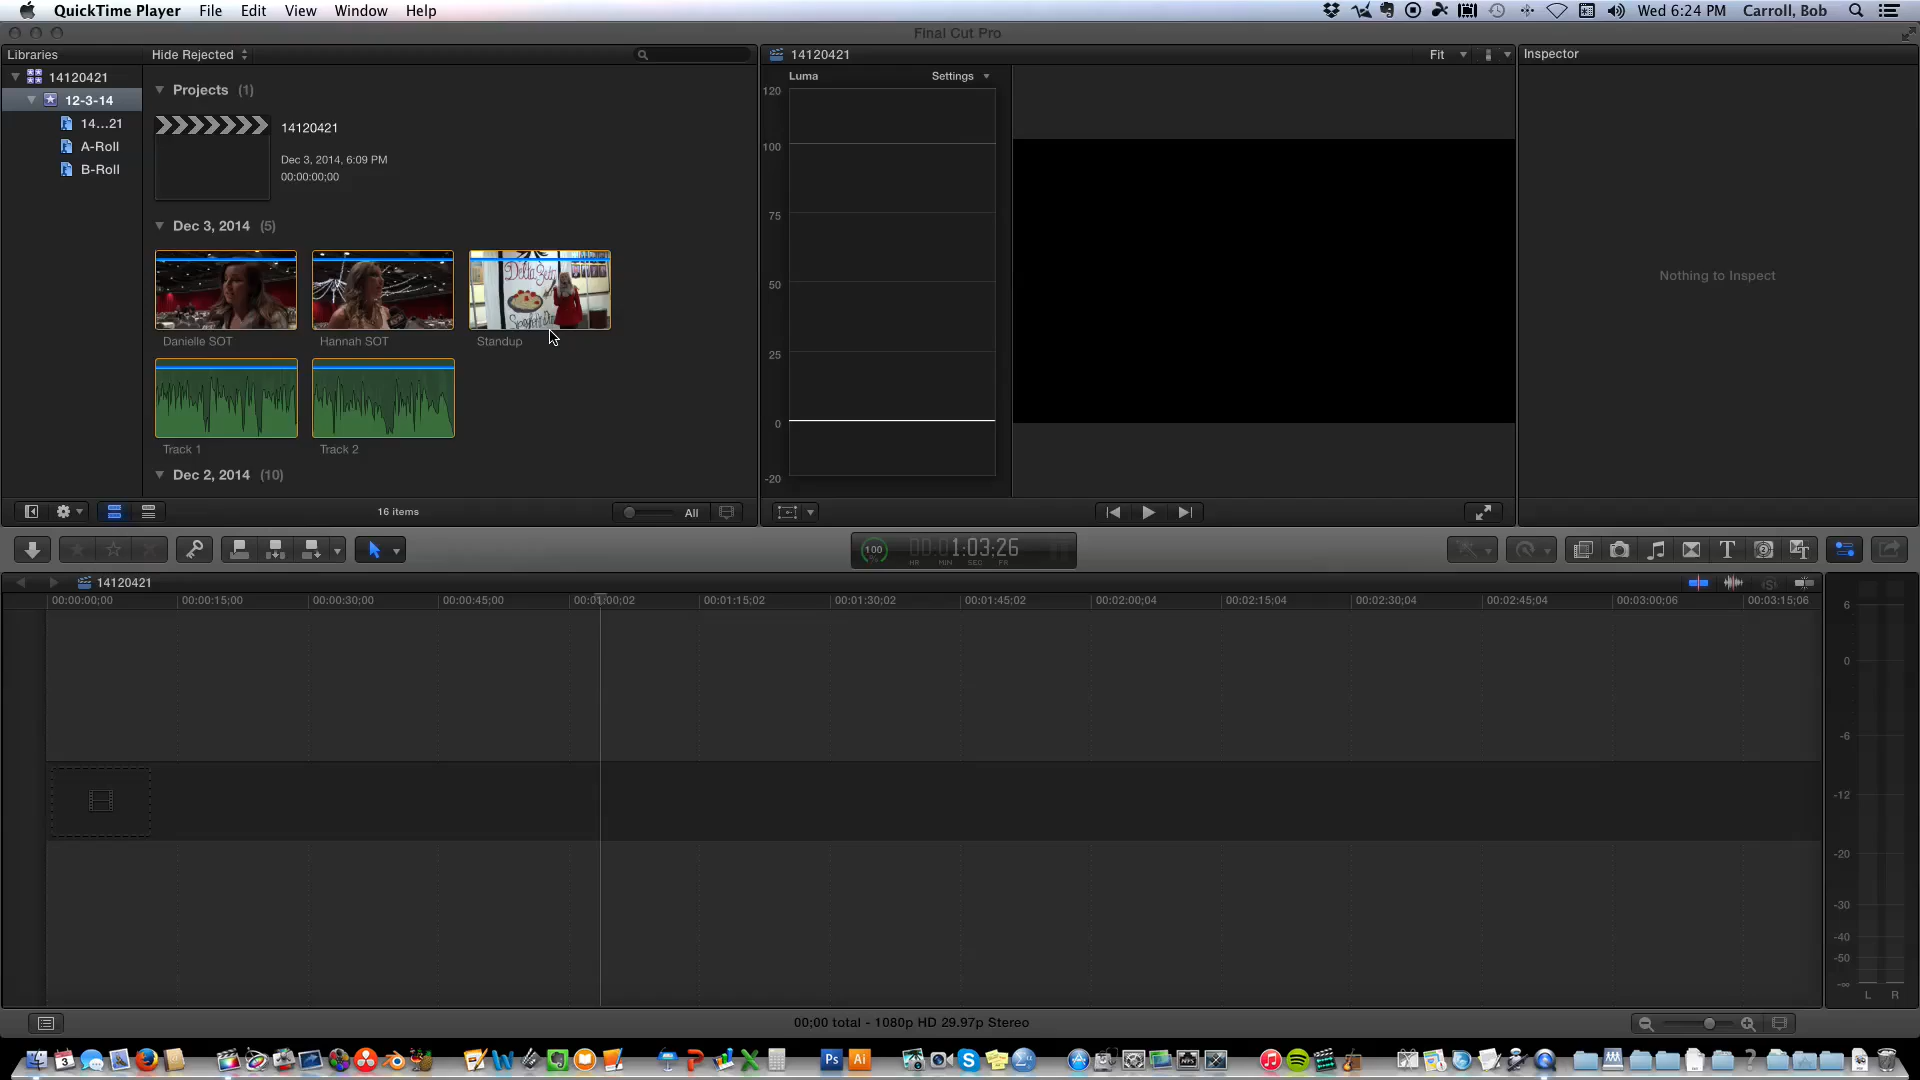 QuickTime Player File Edit View Window Help Wed 6:24 PM Carroll, Bob
Final Cut Pro
Libraries Hide Rejected 14120421 Fit Inspector
14120421
12-3-14
14...21
A-Roll
B-Roll
Projects (1)
14120421
Dec 3, 2014, 6:09 PM
00:00:00;00
Dec 3, 2014 (5)
Delta Zeta
Danielle SOT Hannah SOT Standup
Track 1 Track 2
Dec 2, 2014 (10)
16 items All
Luma Settings
120
100
75
50
25
0
-20
Nothing to Inspect
100 % 00:01:03;26
HR MIN SEC FR
14120421
00:00:00;00 00:00:15;00 00:00:30;00 00:00:45;00 00:01:00;02 00:01:15;02 00:01:30;02 00:01:45;02 00:02:00;04 00:02:15;04 00:02:30;04 00:02:45;04 00:03:00;06 00:03:15;06
6
0
-6
-12
-20
-30
-40
-50
-∞
L R
00;00 total - 1080p HD 29.97p Stereo
3
Ps Ai